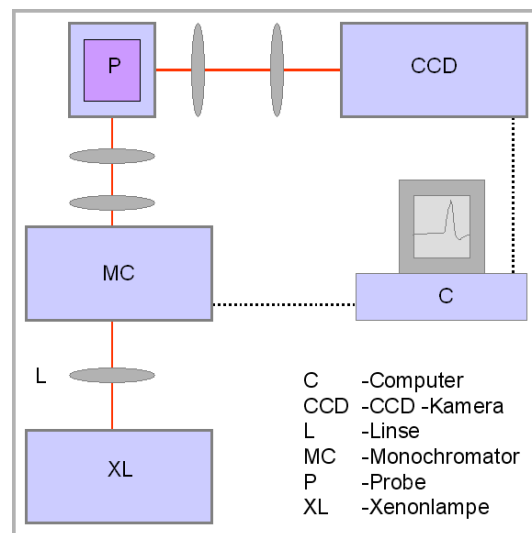 P
CCD
MC
C
L
XL
C -Computer
CCD -CCD -Kamera
L -Linse
MC -Monochromator
P -Probe
XL -Xenonlampe